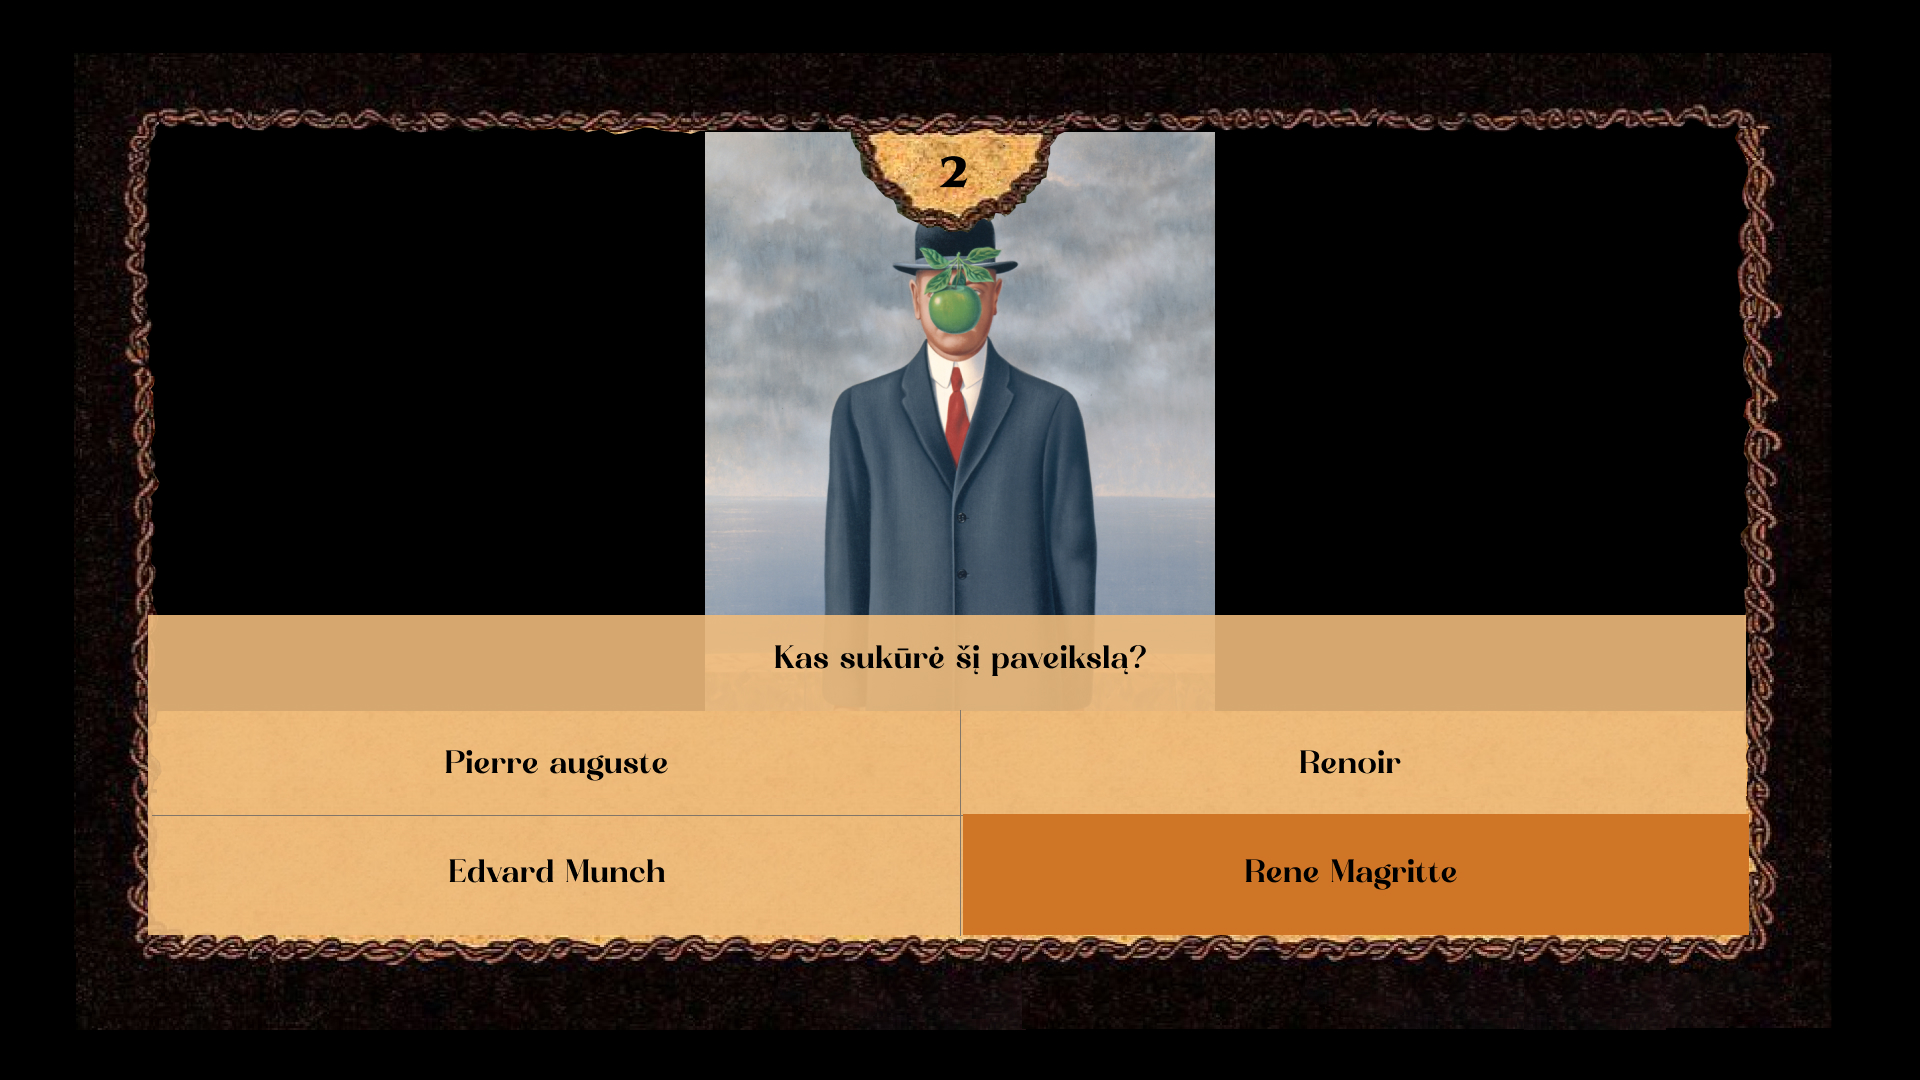 2
Kas sukūrė šį paveikslą?
Pierre auguste
Renoir
Edvard Munch
Rene Magritte